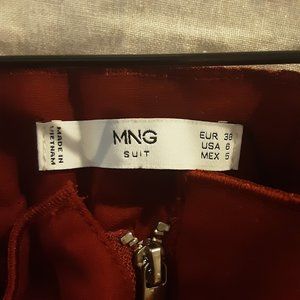 MADE IN
VIETNAM
MNG
SUIT
EUR 38
USA 6
MEX 5